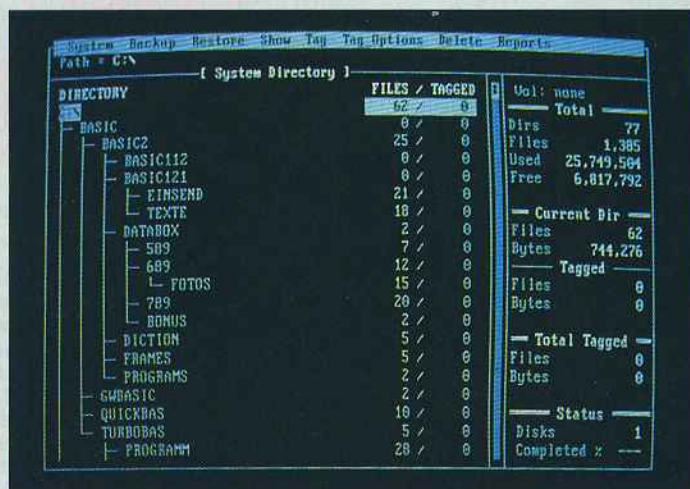 System Backup Restore Show Tag Tag Options Delete Reports
Path = C:\
[ System Directory ]
DIRECTORY FILES / TAGGED
C:\ 62 / 0
BASIC 0 / 0
BASIC2 25 / 0
BASIC112 0 / 0
BASIC121 0 / 0
EINSEND 21 / 0
TEXTE 18 / 0
DATABOX 2 / 0
589 7 / 0
689 12 / 0
FOTOS 15 / 0
789 20 / 0
BONUS 2 / 0
DICTION 5 / 0
FRAMES 5 / 0
PROGRAMS 2 / 0
GWBASIC 2 / 0
QUICKBAS 10 / 0
TURBOBAS 5 / 0
PROGRAMM 28 / 0
Vol: none
Total
Dirs 77
Files 1,385
Used 25,749,504
Free 6,817,792
Current Dir
Files 62
Bytes 744,276
Tagged
Files 0
Bytes 0
Total Tagged
Files 0
Bytes 0
Status
Disks 1
Completed % ---